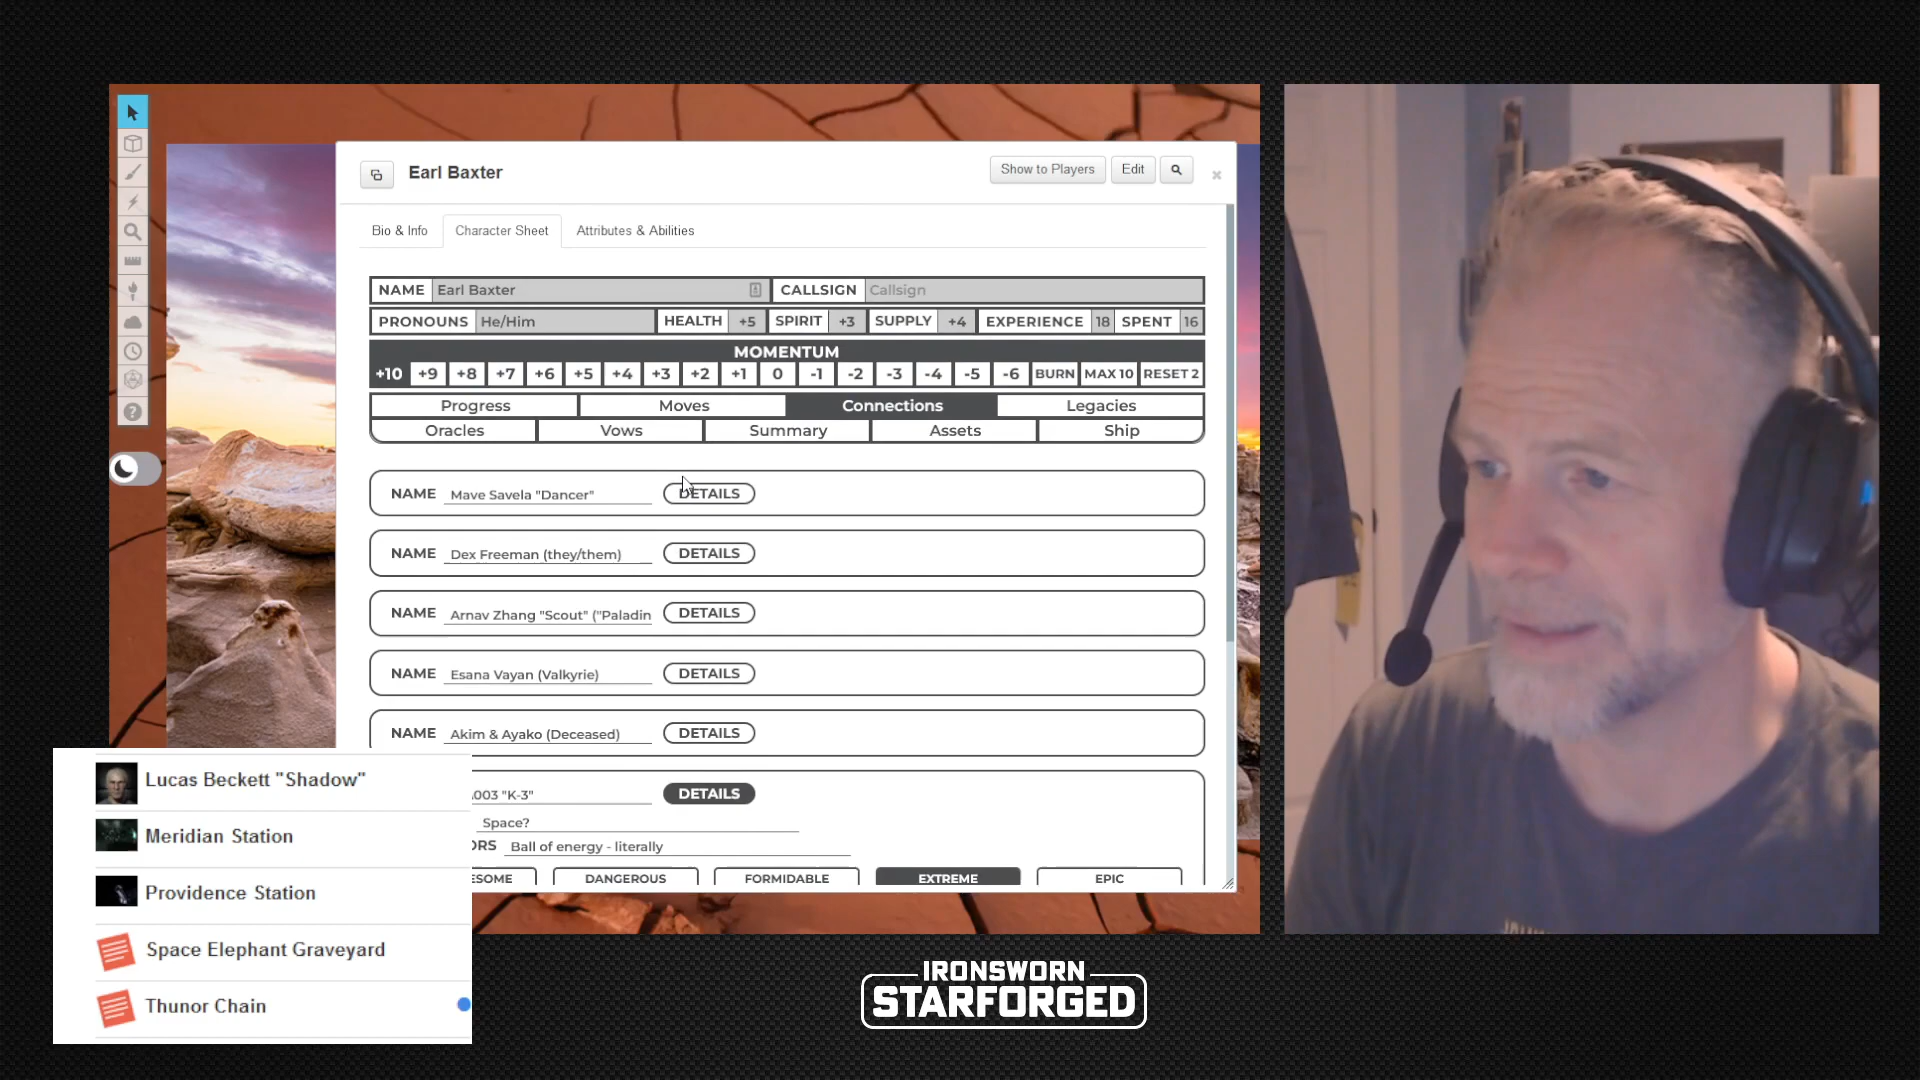 Earl Baxter
Show to Players
Edit
Bio & Info
Character Sheet
Attributes & Abilities
NAME Earl Baxter CALLSIGN Callsign
PRONOUNS He/Him HEALTH +5 SPIRIT +3 SUPPLY +4 EXPERIENCE 18 SPENT 16
MOMENTUM
+10 +9 +8 +7 +6 +5 +4 +3 +2 +1 0 -1 -2 -3 -4 -5 -6 BURN MAX 10 RESET 2
Progress Moves Connections Legacies
Oracles Vows Summary Assets Ship
NAME Mave Savela "Dancer" DETAILS
NAME Dex Freeman (they/them) DETAILS
NAME Arnav Zhang "Scout" ("Paladin DETAILS
NAME Esana Vayan (Valkyrie) DETAILS
NAME Akim & Ayako (Deceased) DETAILS
003 "K-3" DETAILS
Space?
ORS Ball of energy - literally
ESOME DANGEROUS FORMIDABLE EXTREME EPIC
Lucas Beckett "Shadow"
Meridian Station
Providence Station
Space Elephant Graveyard
Thunor Chain
IRONSWORN
STARFORGED